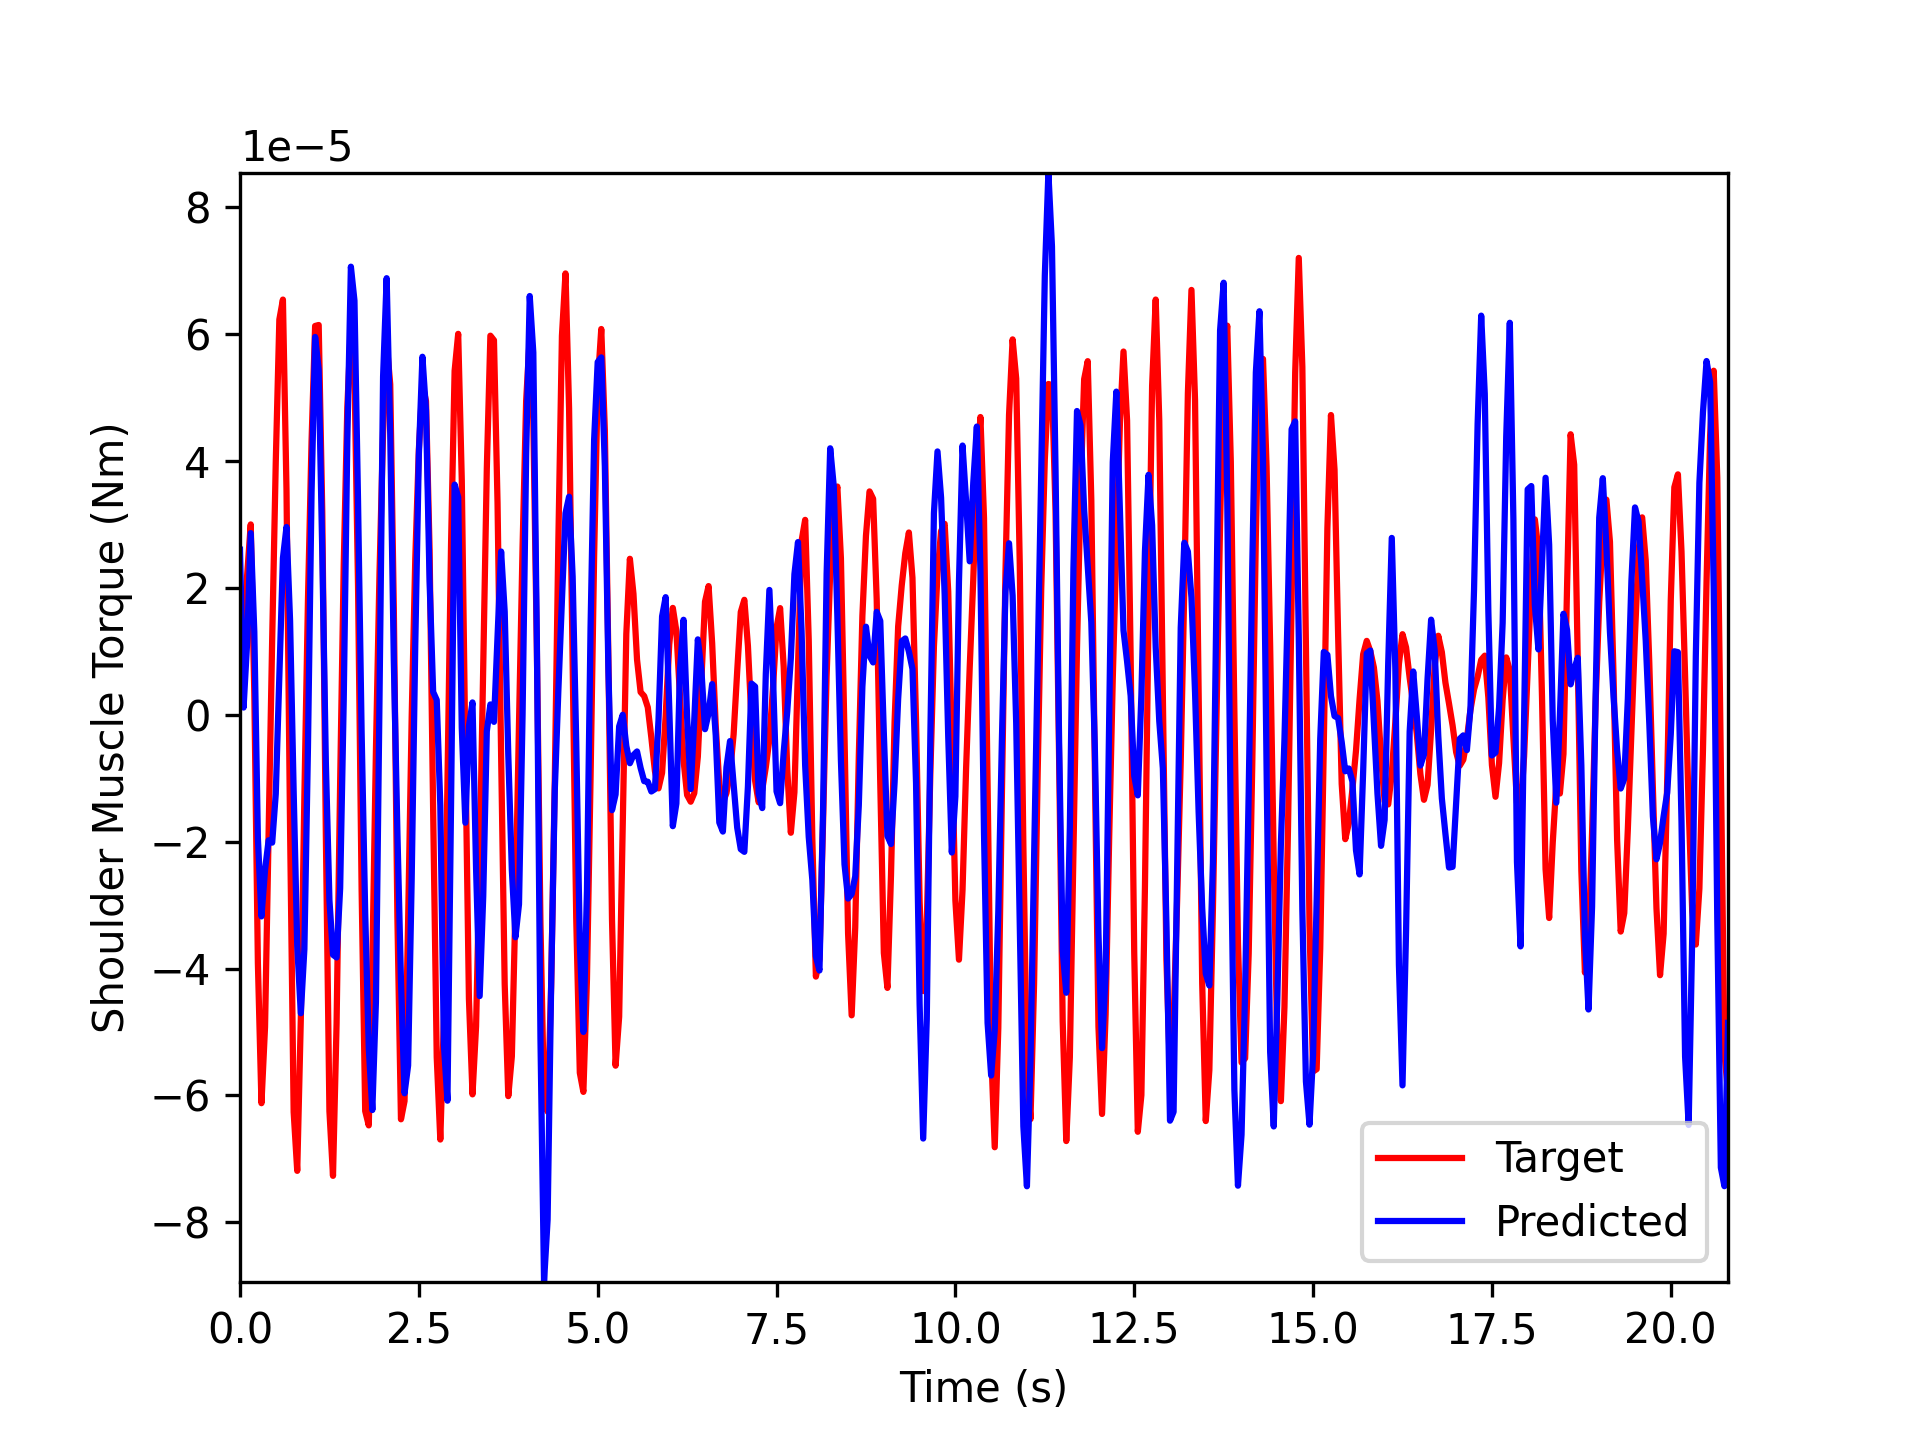 1e−5
8
6
4
2
0
−2
−4
−6
−8
Shoulder Muscle Torque (Nm)
Target
Predicted
0.0 2.5 5.0 7.5 10.0 12.5 15.0 17.5 20.0
Time (s)